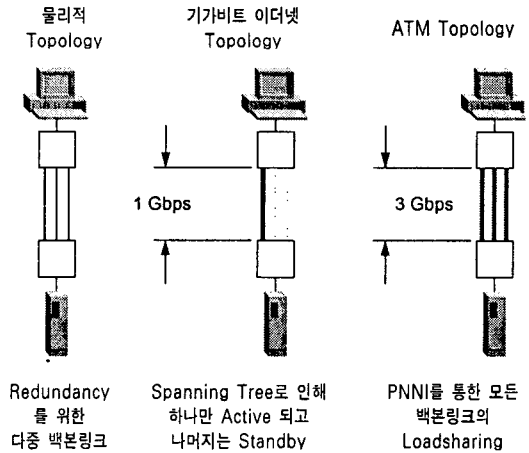 물리적
Topology
기가비트 이더넷
Topology
ATM Topology
1 Gbps
3 Gbps
Redundancy
를 위한
다중 백본링크
Spanning Tree로 인해
하나만 Active 되고
나머지는 Standby
PNNI를 통한 모든
백본링크의
Loadsharing